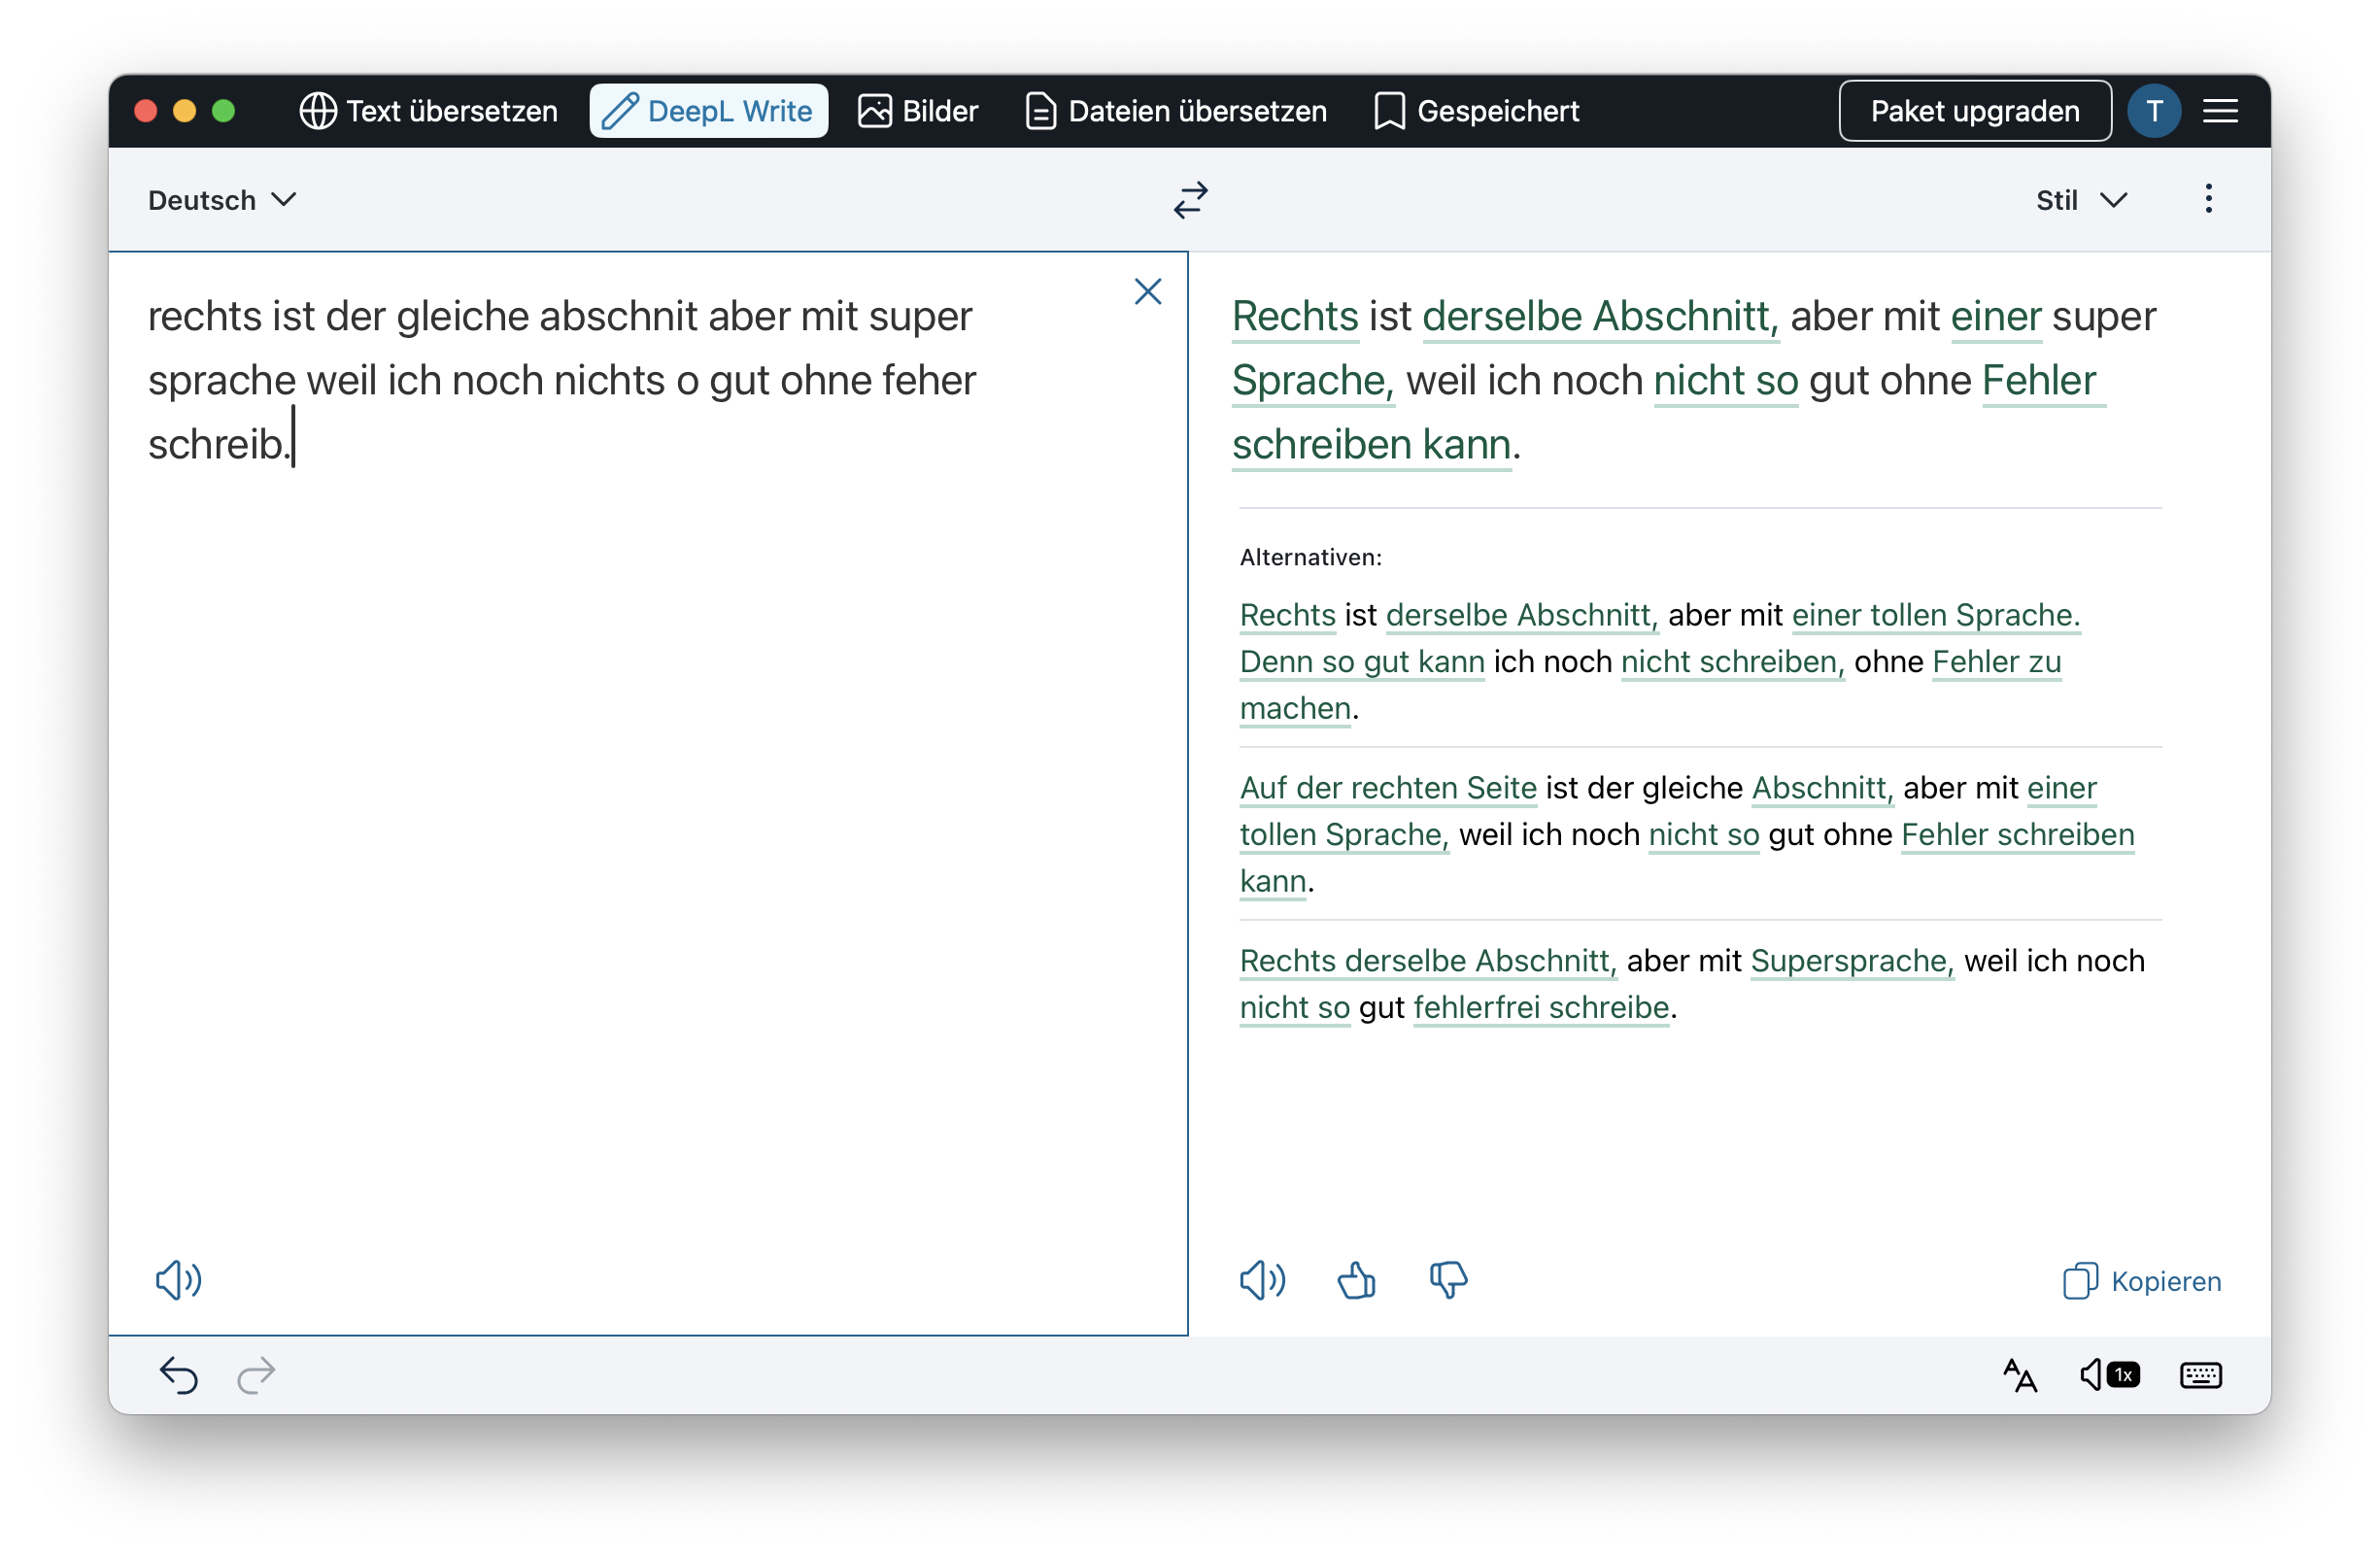 Text übersetzen DeepL Write Bilder Dateien übersetzen Gespeichert Paket upgraden T
Deutsch Stil
rechts ist der gleiche abschnit aber mit super
sprache weil ich noch nichts o gut ohne feher
schreib.
Rechts ist derselbe Abschnitt, aber mit einer super
Sprache, weil ich noch nicht so gut ohne Fehler
schreiben kann.
Alternativen:
Rechts ist derselbe Abschnitt, aber mit einer tollen Sprache.
Denn so gut kann ich noch nicht schreiben, ohne Fehler zu
machen.
Auf der rechten Seite ist der gleiche Abschnitt, aber mit einer
tollen Sprache, weil ich noch nicht so gut ohne Fehler schreiben
kann.
Rechts derselbe Abschnitt, aber mit Supersprache, weil ich noch
nicht so gut fehlerfrei schreibe.
Kopieren
1x